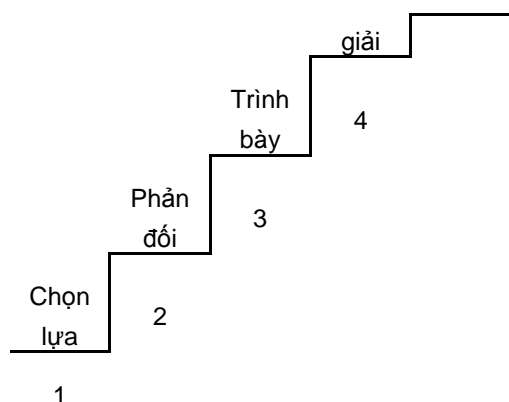 giải
Trình
bày
4
Phản
đối
3
Chọn
lựa
2
1